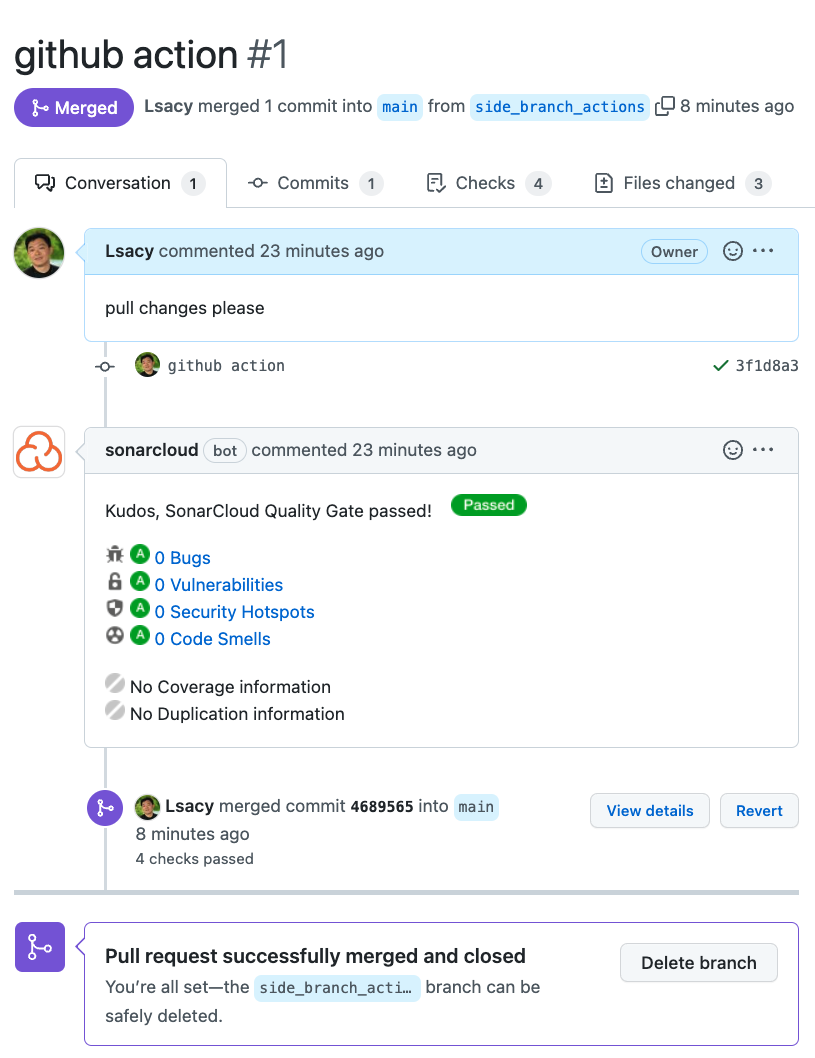 github action #1
Merged Lsacy merged 1 commit into main from side_branch_actions 8 minutes ago
Conversation 1 Commits 1 Checks 4 Files changed 3
Lsacy commented 23 minutes ago Owner ···
pull changes please
github action 3f1d8a3
sonarcloud bot commented 23 minutes ago ···
Kudos, SonarCloud Quality Gate passed! Passed
A 0 Bugs
A 0 Vulnerabilities
A 0 Security Hotspots
A 0 Code Smells
No Coverage information
No Duplication information
Lsacy merged commit 4689565 into main View details Revert
8 minutes ago
4 checks passed
Pull request successfully merged and closed Delete branch
You’re all set—the side_branch_acti… branch can be
safely deleted.